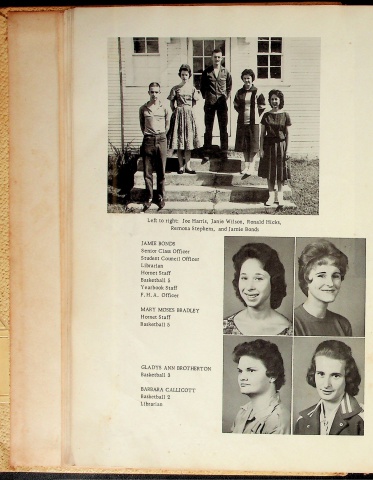 Left to right: Joe Harris, Janie Wilson, Ronald Hicks,
Ramona Stephens, and Jamie Bonds
JAMIE BONDS
Senior Class Officer
Student Council Officer
Librarian
Hornet Staff
Basketball 5
Yearbook Staff
F.H.A. Officer
MARY MOSES BRADLEY
Hornet Staff
Basketball 5
GLADYS ANN BROTHERTON
Basketball 3
BARBARA CALLICOTT
Basketball 2
Librarian